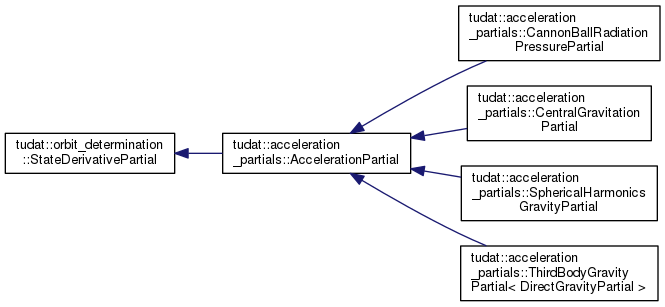 tudat::orbit_determination
::StateDerivativePartial
tudat::acceleration
_partials::AccelerationPartial
tudat::acceleration
_partials::CannonBallRadiation
PressurePartial
tudat::acceleration
_partials::CentralGravitation
Partial
tudat::acceleration
_partials::SphericalHarmonics
GravityPartial
tudat::acceleration
_partials::ThirdBodyGravity
Partial< DirectGravityPartial >